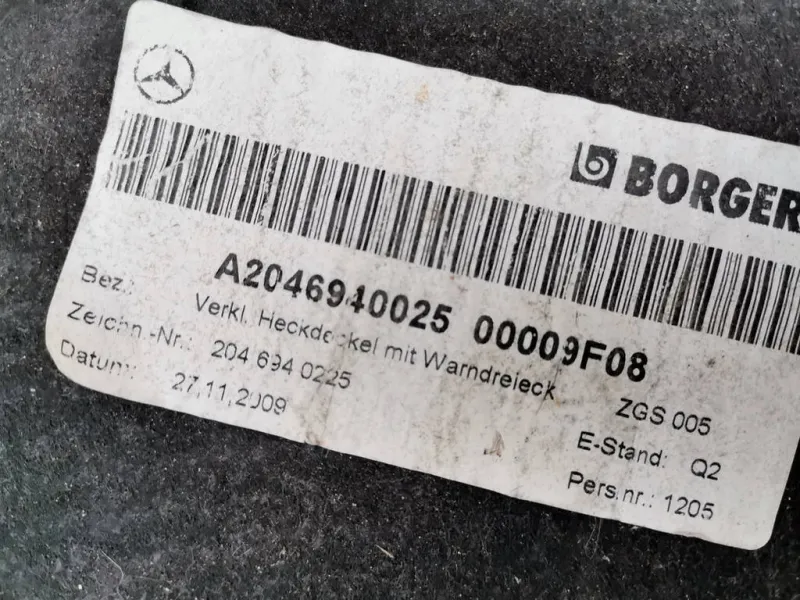 BORGER
A2046940025 00009F08
Bez.: Verkl. Heckdeckel mit Warndreieck
Zeichn.-Nr.: 204 694 0225 ZGS 005
Datum: 27,11,2009 E-Stand: Q2
Pers.nr.: 1205